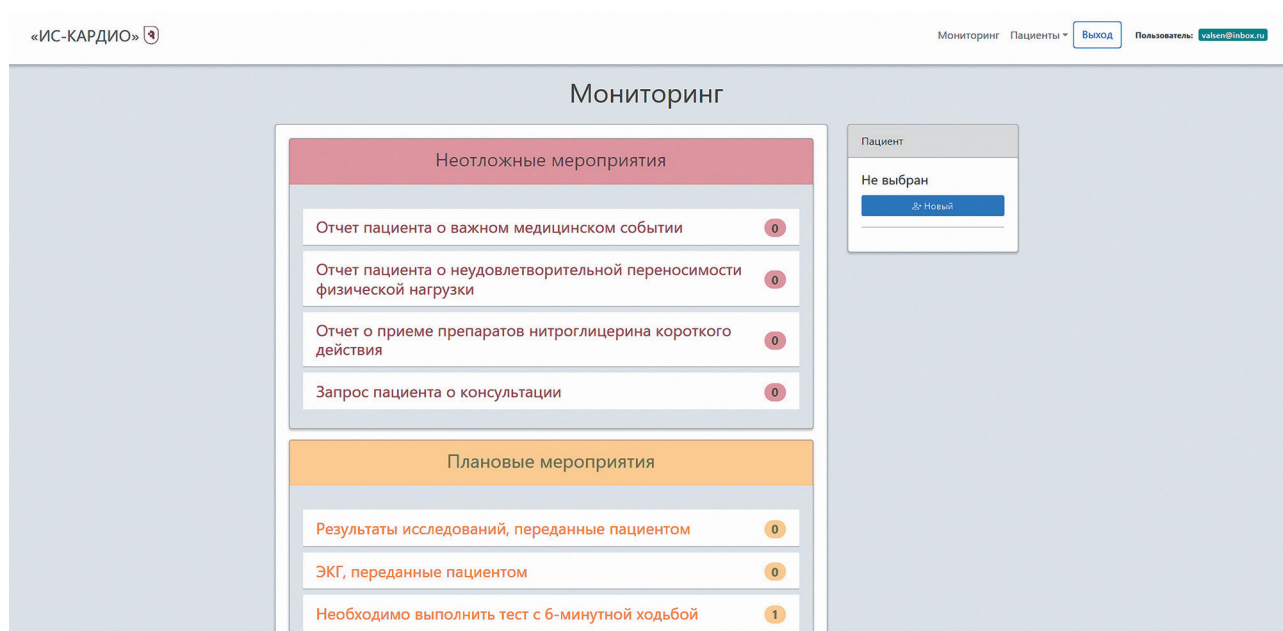 «ИС-КАРДИО»
Мониторинг Пациенты Выход Пользователь: valsen@inbox.ru
Мониторинг
Неотложные мероприятия
Отчет пациента о важном медицинском событии 0
Отчет пациента о неудовлетворительной переносимости
физической нагрузки 0
Отчет о приеме препаратов нитроглицерина короткого
действия 0
Запрос пациента о консультации 0
Плановые мероприятия
Результаты исследований, переданные пациентом 0
ЭКГ, переданные пациентом 0
Необходимо выполнить тест с 6-минутной ходьбой 1
Пациент
Не выбран
Новый